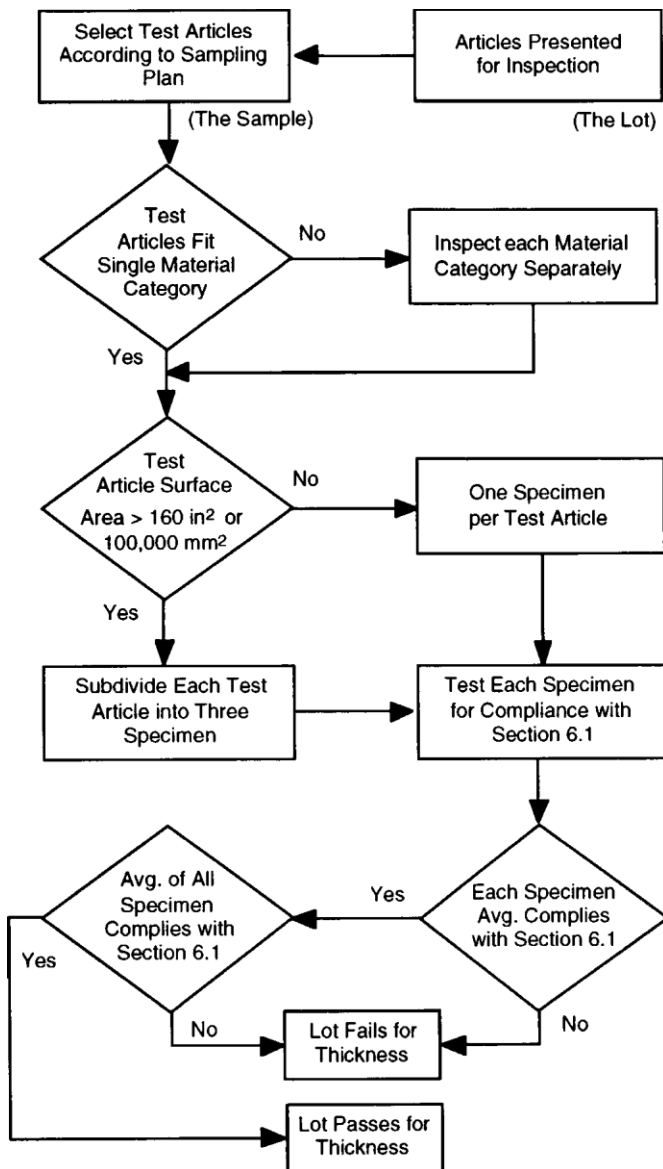 Select Test Articles
According to Sampling
Plan
Articles Presented
for Inspection
(The Sample)
(The Lot)
Test
Articles Fit
Single Material
Category
No
Inspect each Material
Category Separately
Yes
Test
Article Surface
Area > 160 in² or
100,000 mm²
No
One Specimen
per Test Article
Yes
Subdivide Each Test
Article into Three
Specimen
Test Each Specimen
for Compliance with
Section 6.1
Avg. of All
Specimen
Complies with
Section 6.1
Yes
Each Specimen
Avg. Complies
with Section 6.1
Yes
No
Lot Fails for
Thickness
No
Lot Passes for
Thickness